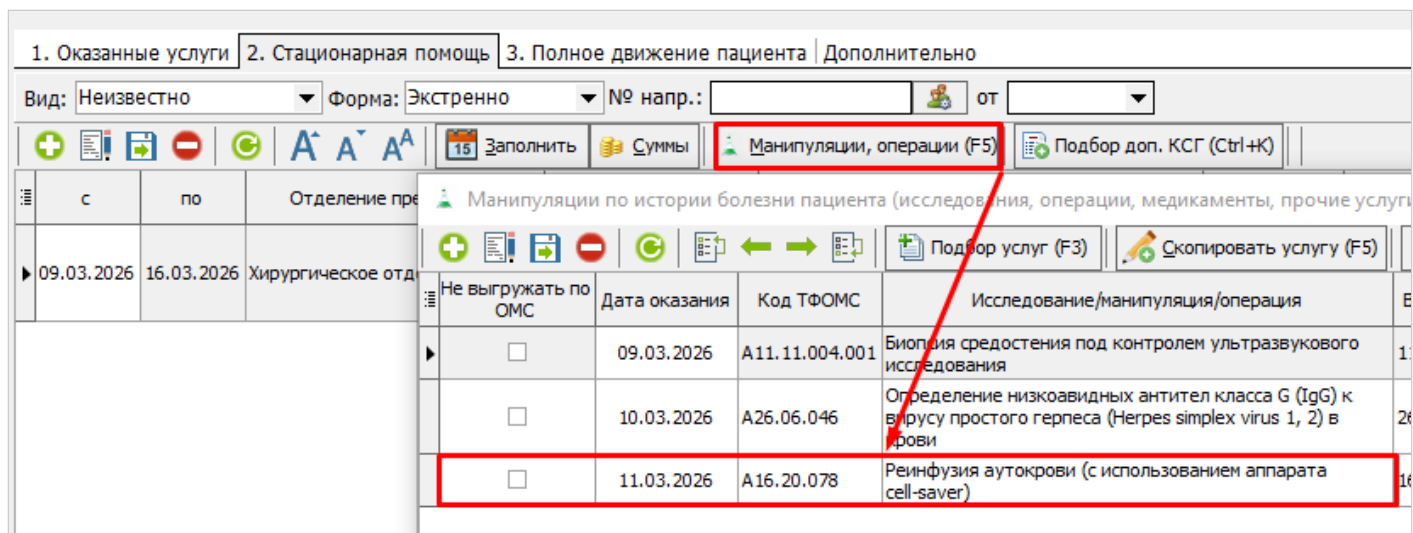 1. Оказанные услуги 2. Стационарная помощь 3. Полное движение пациента Дополнительно
Вид: Неизвестно Форма: Экстренно № напр.: от
15 Заполнить Суммы Манипуляции, операции (F5) Подбор доп. КСГ (Ctrl+K)
с по Отделение пре
Манипуляции по истории болезни пациента (исследования, операции, медикаменты, прочие услуги
Подбор услуг (F3) Скопировать услугу (F5)
09.03.2026 16.03.2026 Хирургическое отд
Не выгружать по
ОМС
Дата оказания Код ТФОМС Исследование/манипуляция/операция В
09.03.2026 A11.11.004.001 Биопсия средостения под контролем ультразвукового
исследования
11
10.03.2026 A26.06.046 Определение низкоавидных антител класса G (IgG) к
вирусу простого герпеса (Herpes simplex virus 1, 2) в
крови
26
11.03.2026 A16.20.078 Реинфузия аутокрови (с использованием аппарата
cell-saver)
16